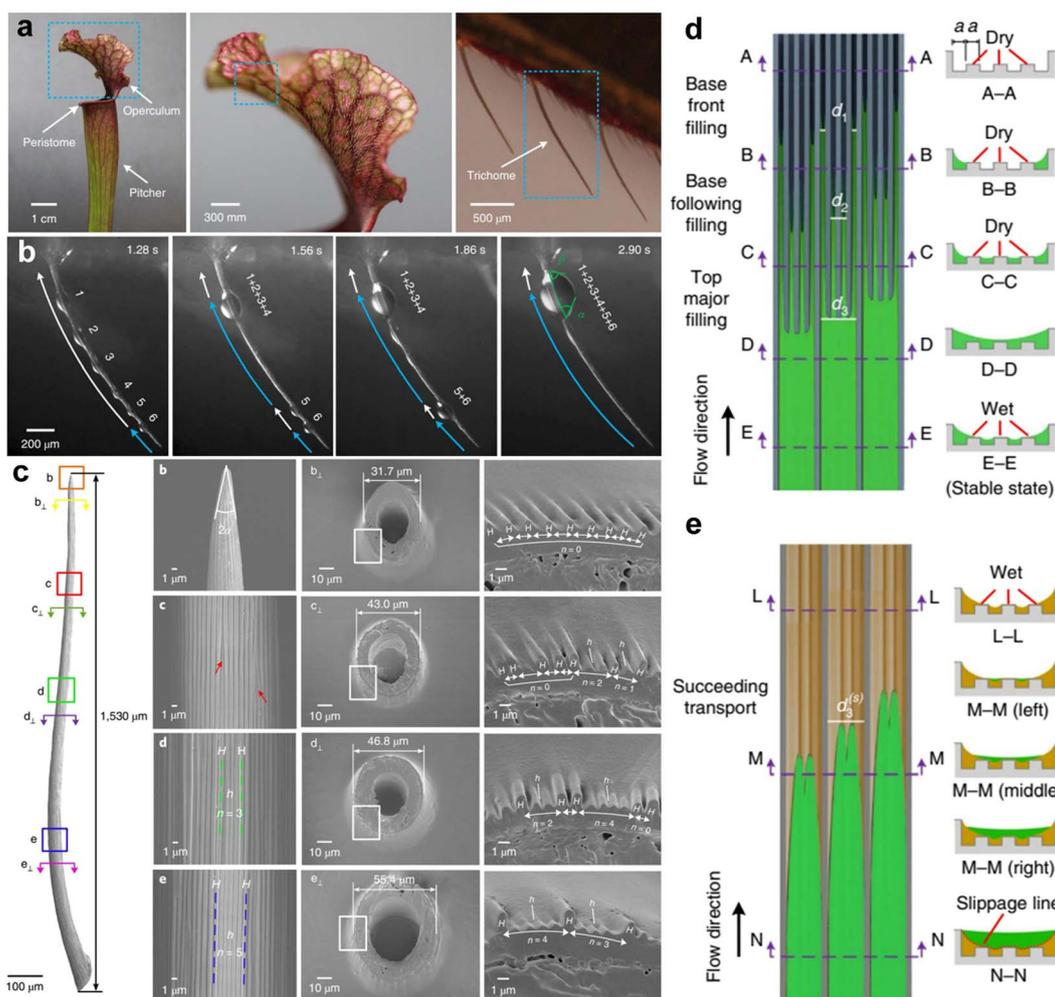 a
Operculum
Peristome
Pitcher
1 cm
300 mm
Trichome
500 μm
b
1.28 s
1
2
3
4
5
6
200 μm
1.56 s
1+2+3+4
5
6
1.86 s
1+2+3+4
5+6
2.90 s
1+2+3+4+5+6
α
c
b
b⊥
c
c⊥
d
d⊥
e
e⊥
1,530 μm
100 μm
b
2α
1 μm
b⊥
31.7 μm
10 μm
H H H H H H H H H
n = 0
1 μm
c
1 μm
c⊥
43.0 μm
10 μm
h h h
H H H H H H H
n = 0 n = 2 n = 1
1 μm
d
H H
h
n = 3
1 μm
d⊥
46.8 μm
10 μm
h h
H H H H H
n = 2 n = 4 n = 0
1 μm
e
H H
h
n = 5
1 μm
e⊥
55.4 μm
10 μm
h h
H H H
n = 4 n = 3
1 μm
d
A A
Base
front
filling
d1
B B
Base
following
filling
d2
C C
Top
major
filling
d3
D D
E E
Flow direction
a a
Dry
A–A
Dry
B–B
Dry
C–C
D–D
Wet
E–E
(Stable state)
e
L L
Succeeding
transport
d3(s)
M M
N N
Flow direction
Wet
L–L
M–M (left)
M–M (middle
M–M (right)
Slippage line
N–N